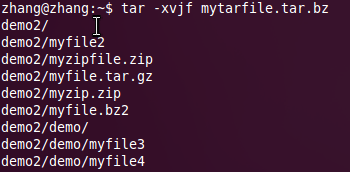 zhang@zhang:~$ tar -xvjf mytarfile.tar.bz
demo2/
demo2/myfile2
demo2/myzipfile.zip
demo2/myfile.tar.gz
demo2/myzip.zip
demo2/myfile.bz2
demo2/demo/
demo2/demo/myfile3
demo2/demo/myfile4